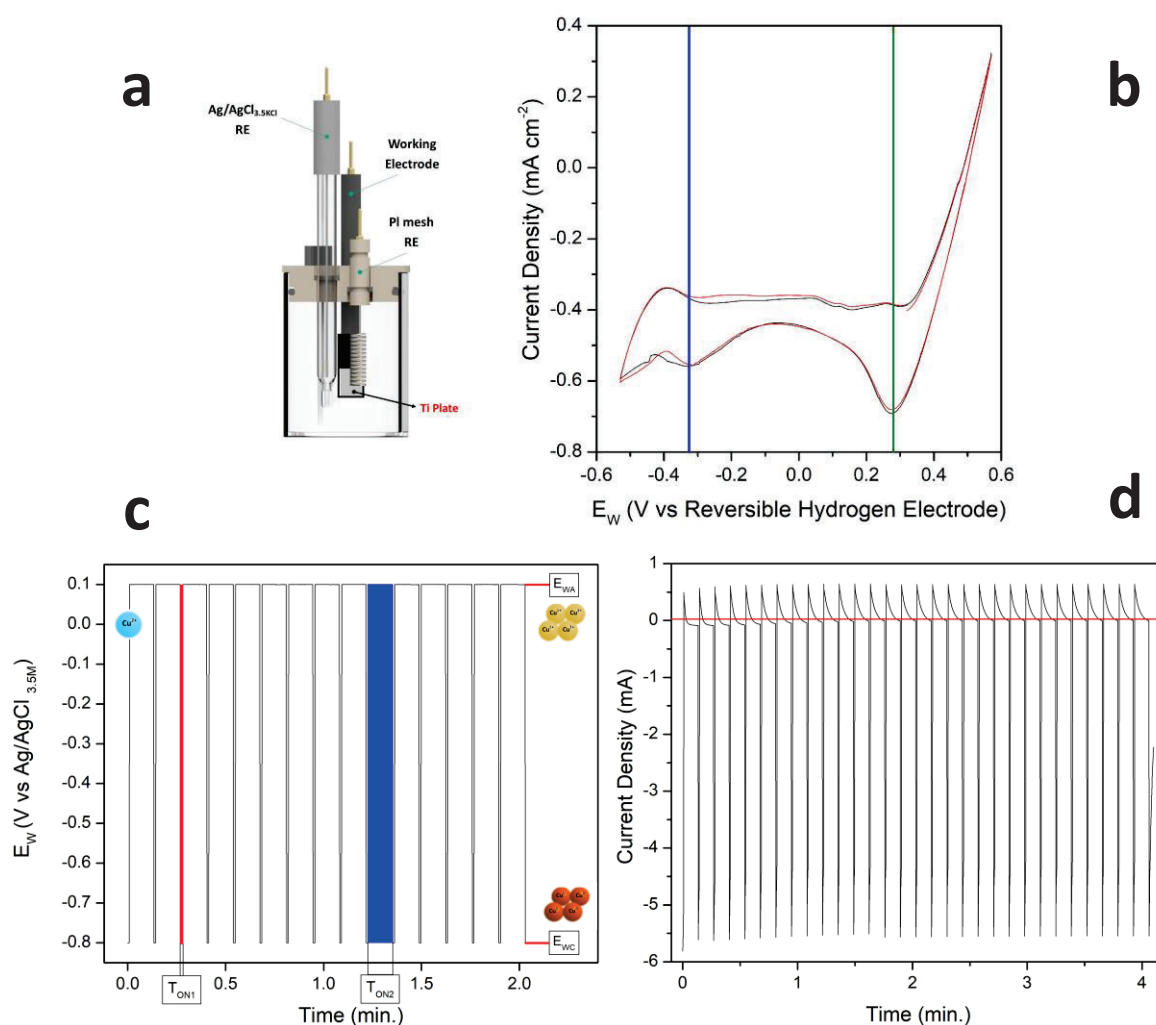 a
Ag/AgCl3.5KCl
RE
Working
Electrode
Pl mesh
RE
Ti Plate
b
0.4
0.2
0.0
-0.2
-0.4
-0.6
-0.8
Current Density (mA cm-2)
-0.6 -0.4 -0.2 0.0 0.2 0.4 0.6
EW (V vs Reversible Hydrogen Electrode)
c
0.1
0.0
-0.1
-0.2
-0.3
-0.4
-0.5
-0.6
-0.7
-0.8
EW (V vs Ag/AgCl 3.5M)
Cu2+
EWA
EWC
0.0 0.5 1.0 1.5 2.0
TON1
TON2
Time (min.)
d
1
0
-1
-2
-3
-4
-5
-6
Current Density (mA)
0 1 2 3 4
Time (min.)